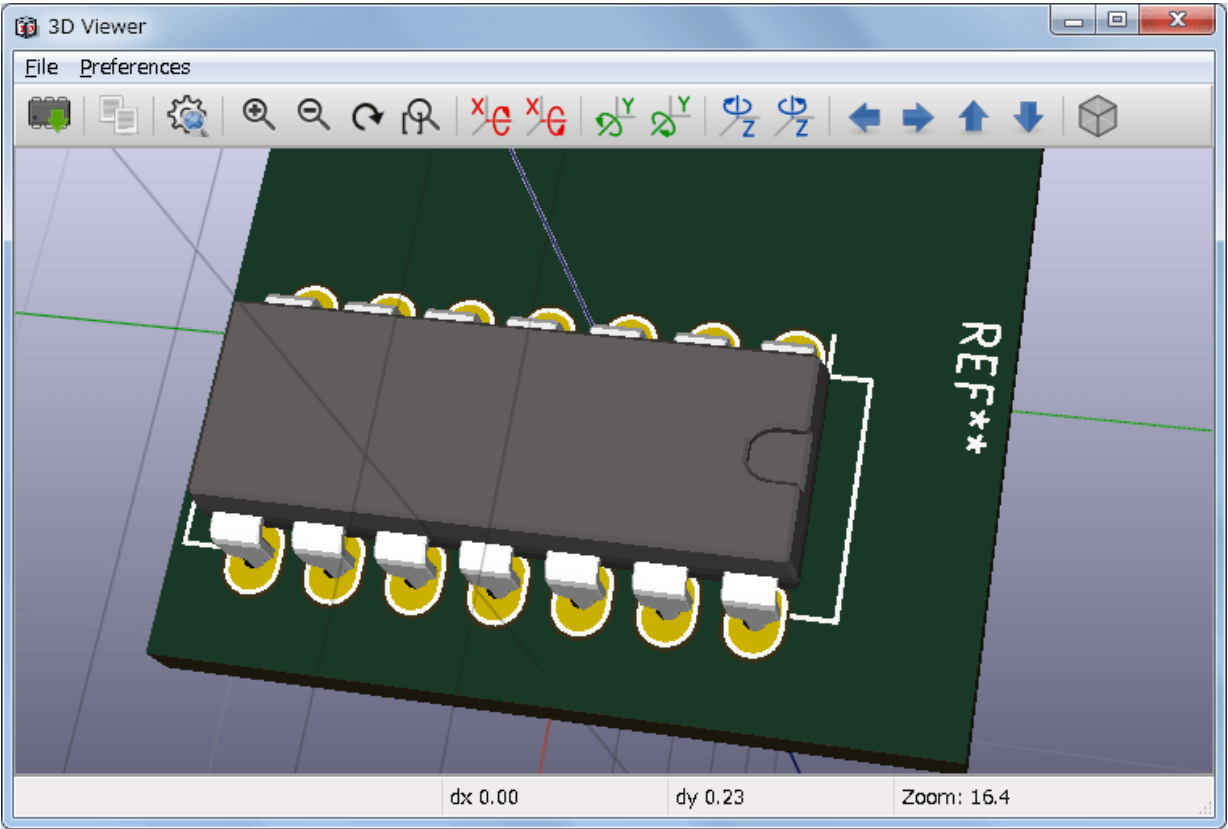 3D Viewer
File Preferences
X X Y Y Z Z
REF**
dx 0.00 dy 0.23 Zoom: 16.4